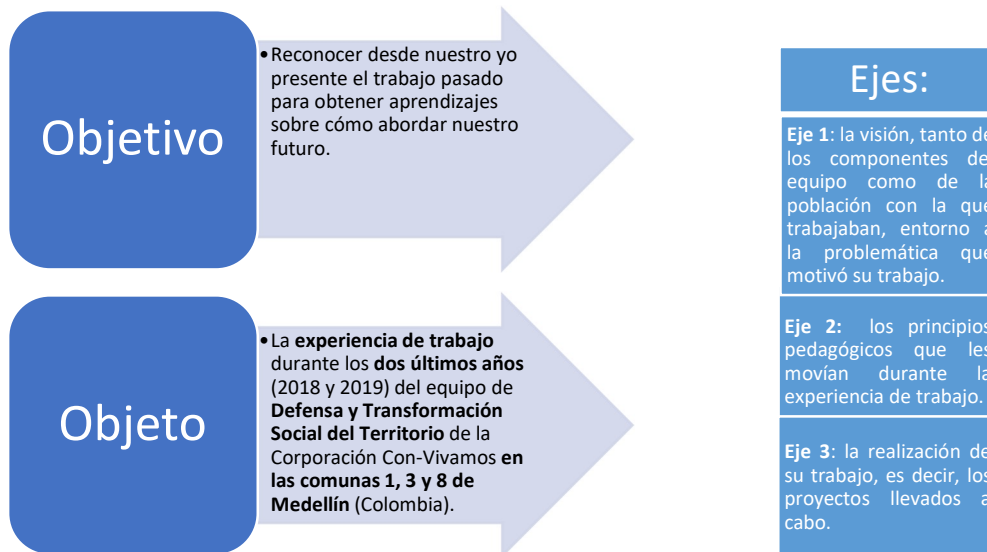 Objetivo
•Reconocer desde nuestro yo
presente el trabajo pasado
para obtener aprendizajes
sobre cómo abordar nuestro
futuro.
Objeto
•La experiencia de trabajo
durante los dos últimos años
(2018 y 2019) del equipo de
Defensa y Transformación
Social del Territorio de la
Corporación Con-Vivamos en
las comunas 1, 3 y 8 de
Medellín (Colombia).
Ejes:
Eje 1: la visión, tanto de
los componentes de
equipo como de la
población con la que
trabajaban, entorno a
la problemática que
motivó su trabajo.
Eje 2: los principios
pedagógicos que les
movían durante la
experiencia de trabajo.
Eje 3: la realización de
su trabajo, es decir, los
proyectos llevados a
cabo.